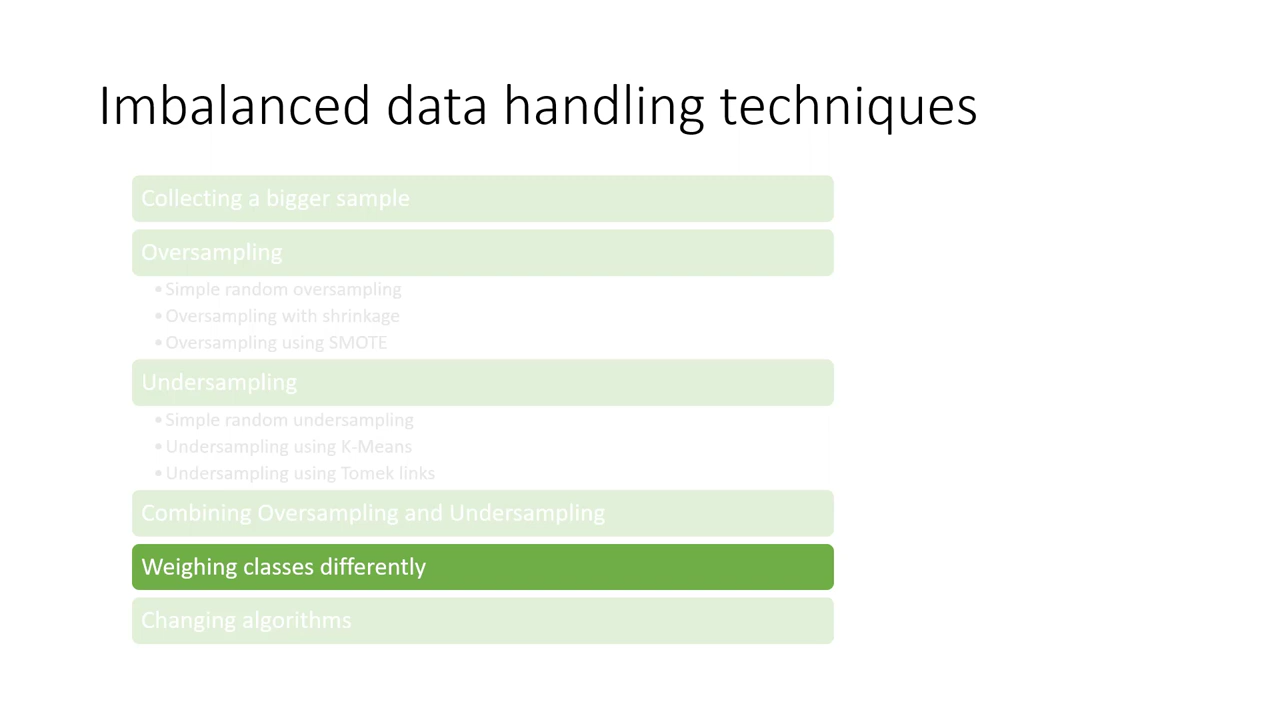 Imbalanced data handling techniques
Collecting a bigger sample
Oversampling
• Simple random oversampling
• Oversampling with shrinkage
• Oversampling using SMOTE
Undersampling
• Simple random undersampling
• Undersampling using K-Means
• Undersampling using Tomek links
Combining Oversampling and Undersampling
Weighing classes differently
Changing algorithms